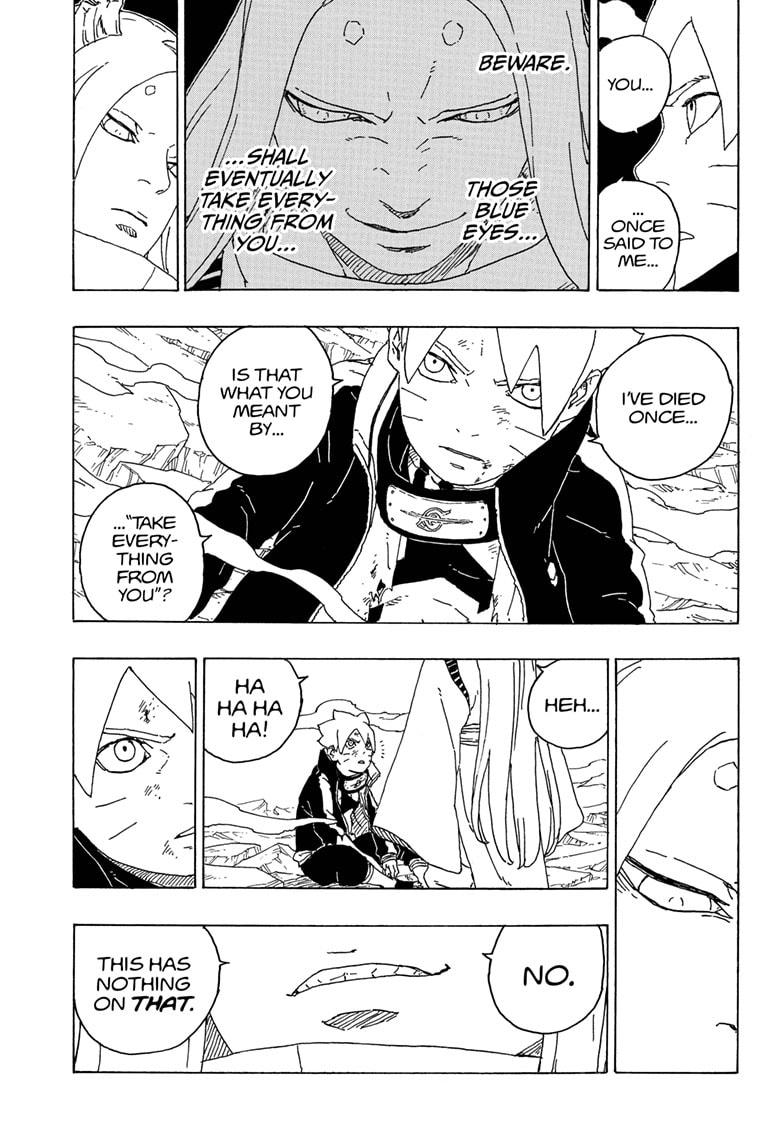 YOU...
...
ONCE
SAID TO
ME...
BEWARE.
THOSE
BLUE
EYES...
...SHALL
EVENTUALLY
TAKE EVERY-
THING FROM
YOU...
I'VE DIED
ONCE...
IS THAT
WHAT YOU
MEANT
BY...
..."TAKE
EVERY-
THING
FROM
YOU"?
HEH...
HA
HA HA
HA!
NO.
THIS HAS
NOTHING
ON THAT.